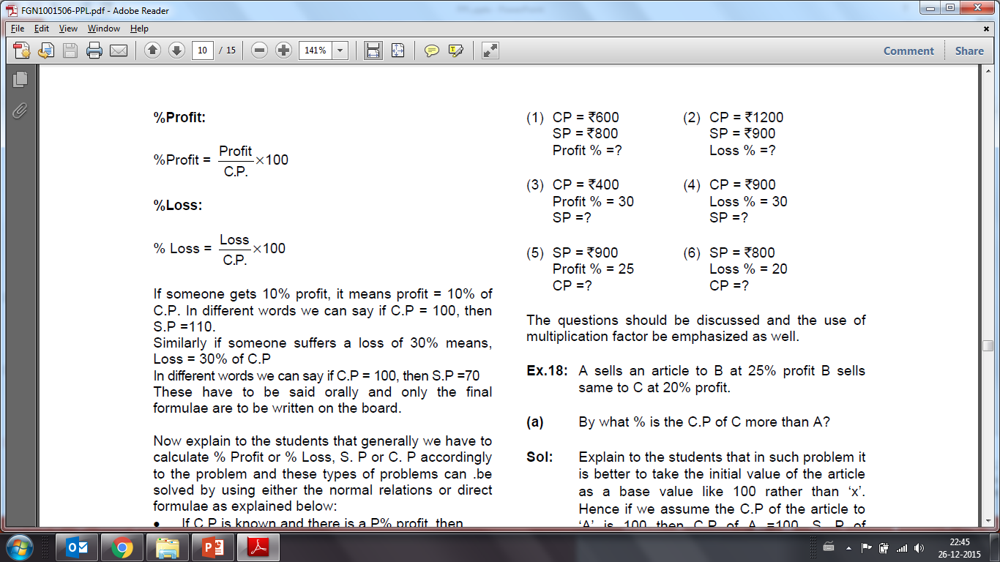 FGN1001506-PPL.pdf - Adobe Reader
File Edit View Window Help
10 / 15
141%
Comment Share
%Profit:
%Profit = Profit/C.P. ×100
%Loss:
% Loss = Loss/C.P. ×100
If someone gets 10% profit, it means profit = 10% of
C.P. In different words we can say if C.P = 100, then
S.P =110.
Similarly if someone suffers a loss of 30% means,
Loss = 30% of C.P
In different words we can say if C.P = 100, then S.P =70
These have to be said orally and only the final
formulae are to be written on the board.
Now explain to the students that generally we have to
calculate % Profit or % Loss, S. P or C. P accordingly
to the problem and these types of problems can .be
solved by using either the normal relations or direct
formulae as explained below:
• If C.P is known and there is a P% profit, then
(1) CP = ₹600
SP = ₹800
Profit % =?
(2) CP = ₹1200
SP = ₹900
Loss % =?
(3) CP = ₹400
Profit % = 30
SP =?
(4) CP = ₹900
Loss % = 30
SP =?
(5) SP = ₹900
Profit % = 25
CP =?
(6) SP = ₹800
Loss % = 20
CP =?
The questions should be discussed and the use of
multiplication factor be emphasized as well.
Ex.18: A sells an article to B at 25% profit B sells
same to C at 20% profit.
(a) By what % is the C.P of C more than A?
Sol: Explain to the students that in such problem it
is better to take the initial value of the article
as a base value like 100 rather than ‘x’.
Hence if we assume the C.P of the article to
‘A’ is 100 then C.P of A =100, S. P of
22:45
26-12-2015